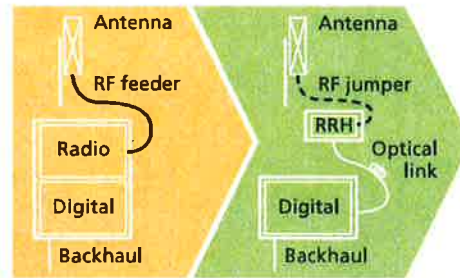 Antenna
RF feeder
Radio
Digital
Backhaul
Antenna
RF jumper
RRH
Optical
link
Digital
Backhaul